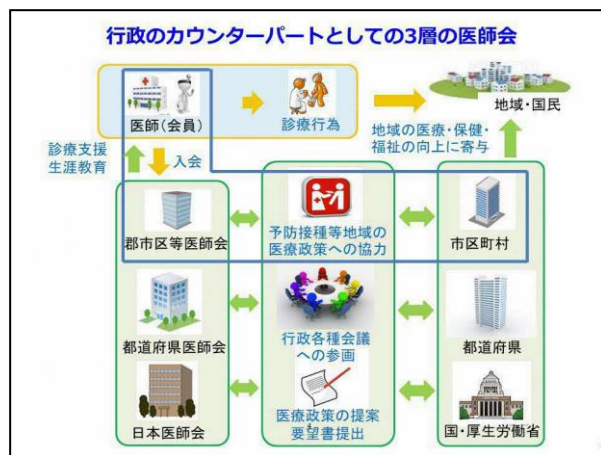 行政のカウンターパートとしての3層の医師会
医師(会員)
診療行為
地域・国民
診療支援
生涯教育
入会
地域の医療・保健・
福祉の向上に寄与
郡市区等医師会
予防接種等地域の
医療政策への協力
市区町村
都道府県医師会
行政各種会議
への参画
都道府県
日本医師会
医療政策の提案
要望書提出
国・厚生労働省